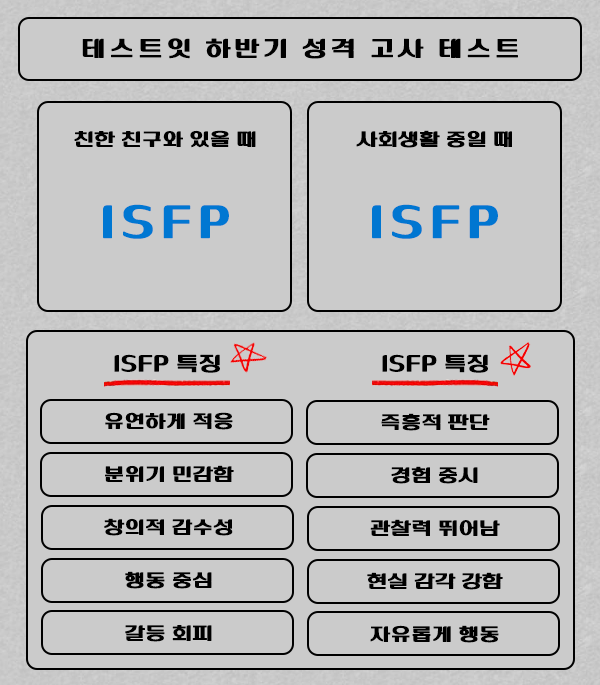 테스트잇 하반기 성격 고사 테스트
친한 친구와 있을 때
ISFP
사회생활 중일 때
ISFP
ISFP 특징
유연하게 적응
분위기 민감함
창의적 감수성
행동 중심
갈등 회피
ISFP 특징
즉흥적 판단
경험 중시
관찰력 뛰어남
현실 감각 강함
자유롭게 행동